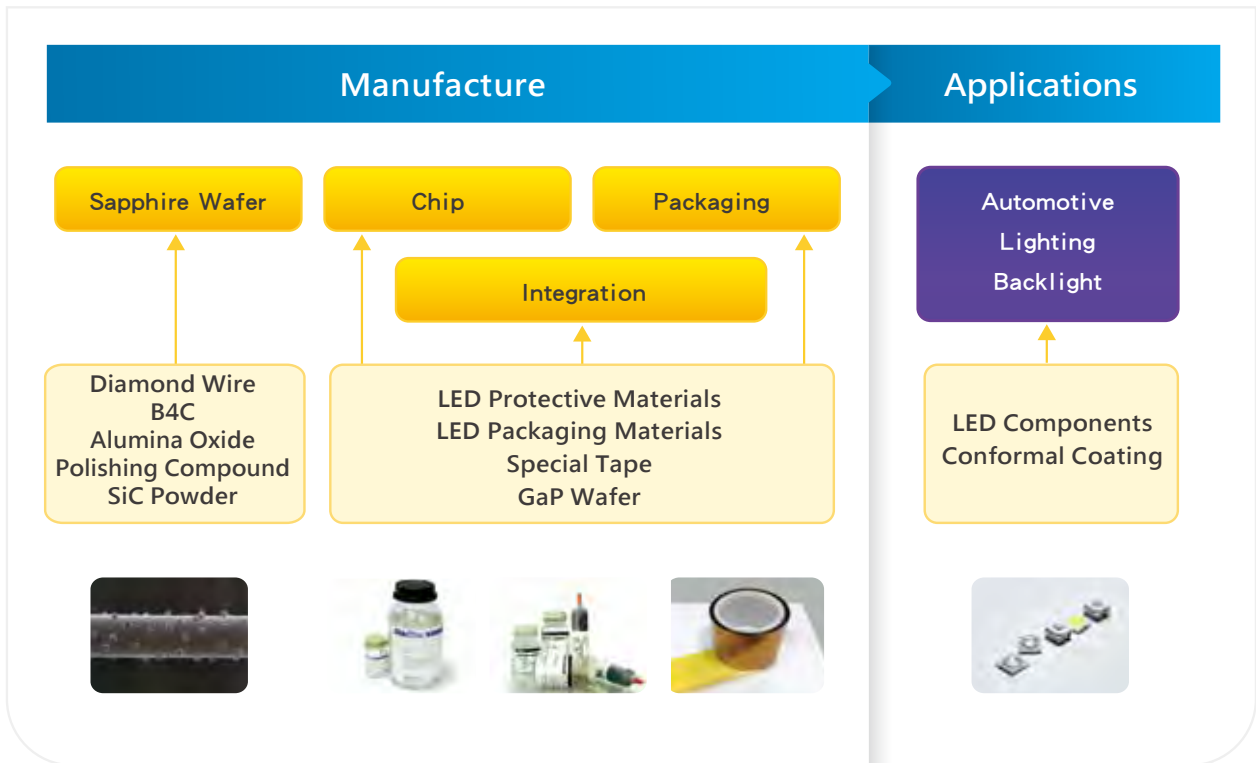 Manufacture
Applications
Sapphire Wafer
Chip
Packaging
Integration
Automotive
Lighting
Backlight
Diamond Wire
B4C
Alumina Oxide
Polishing Compound
SiC Powder
LED Protective Materials
LED Packaging Materials
Special Tape
GaP Wafer
LED Components
Conformal Coating